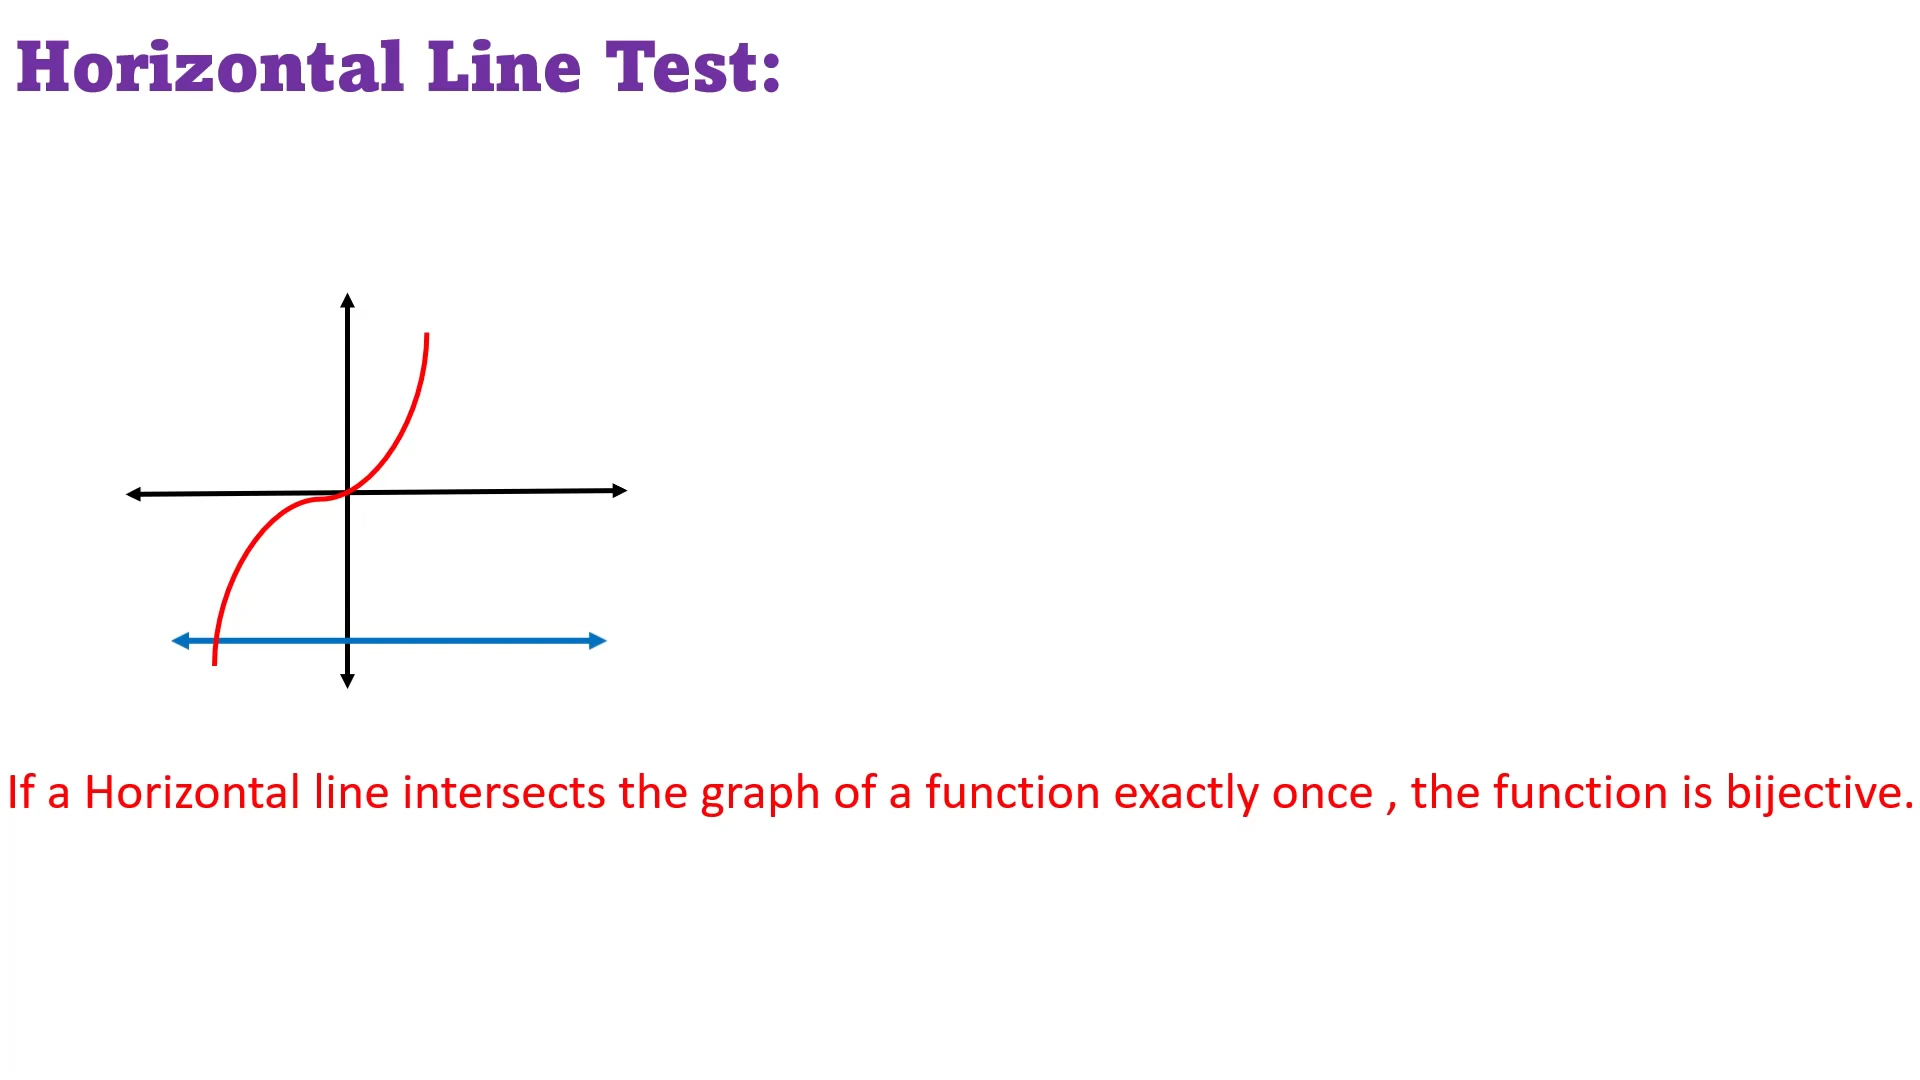 Horizontal Line Test:
If a Horizontal line intersects the graph of a function exactly once , the function is bijective.